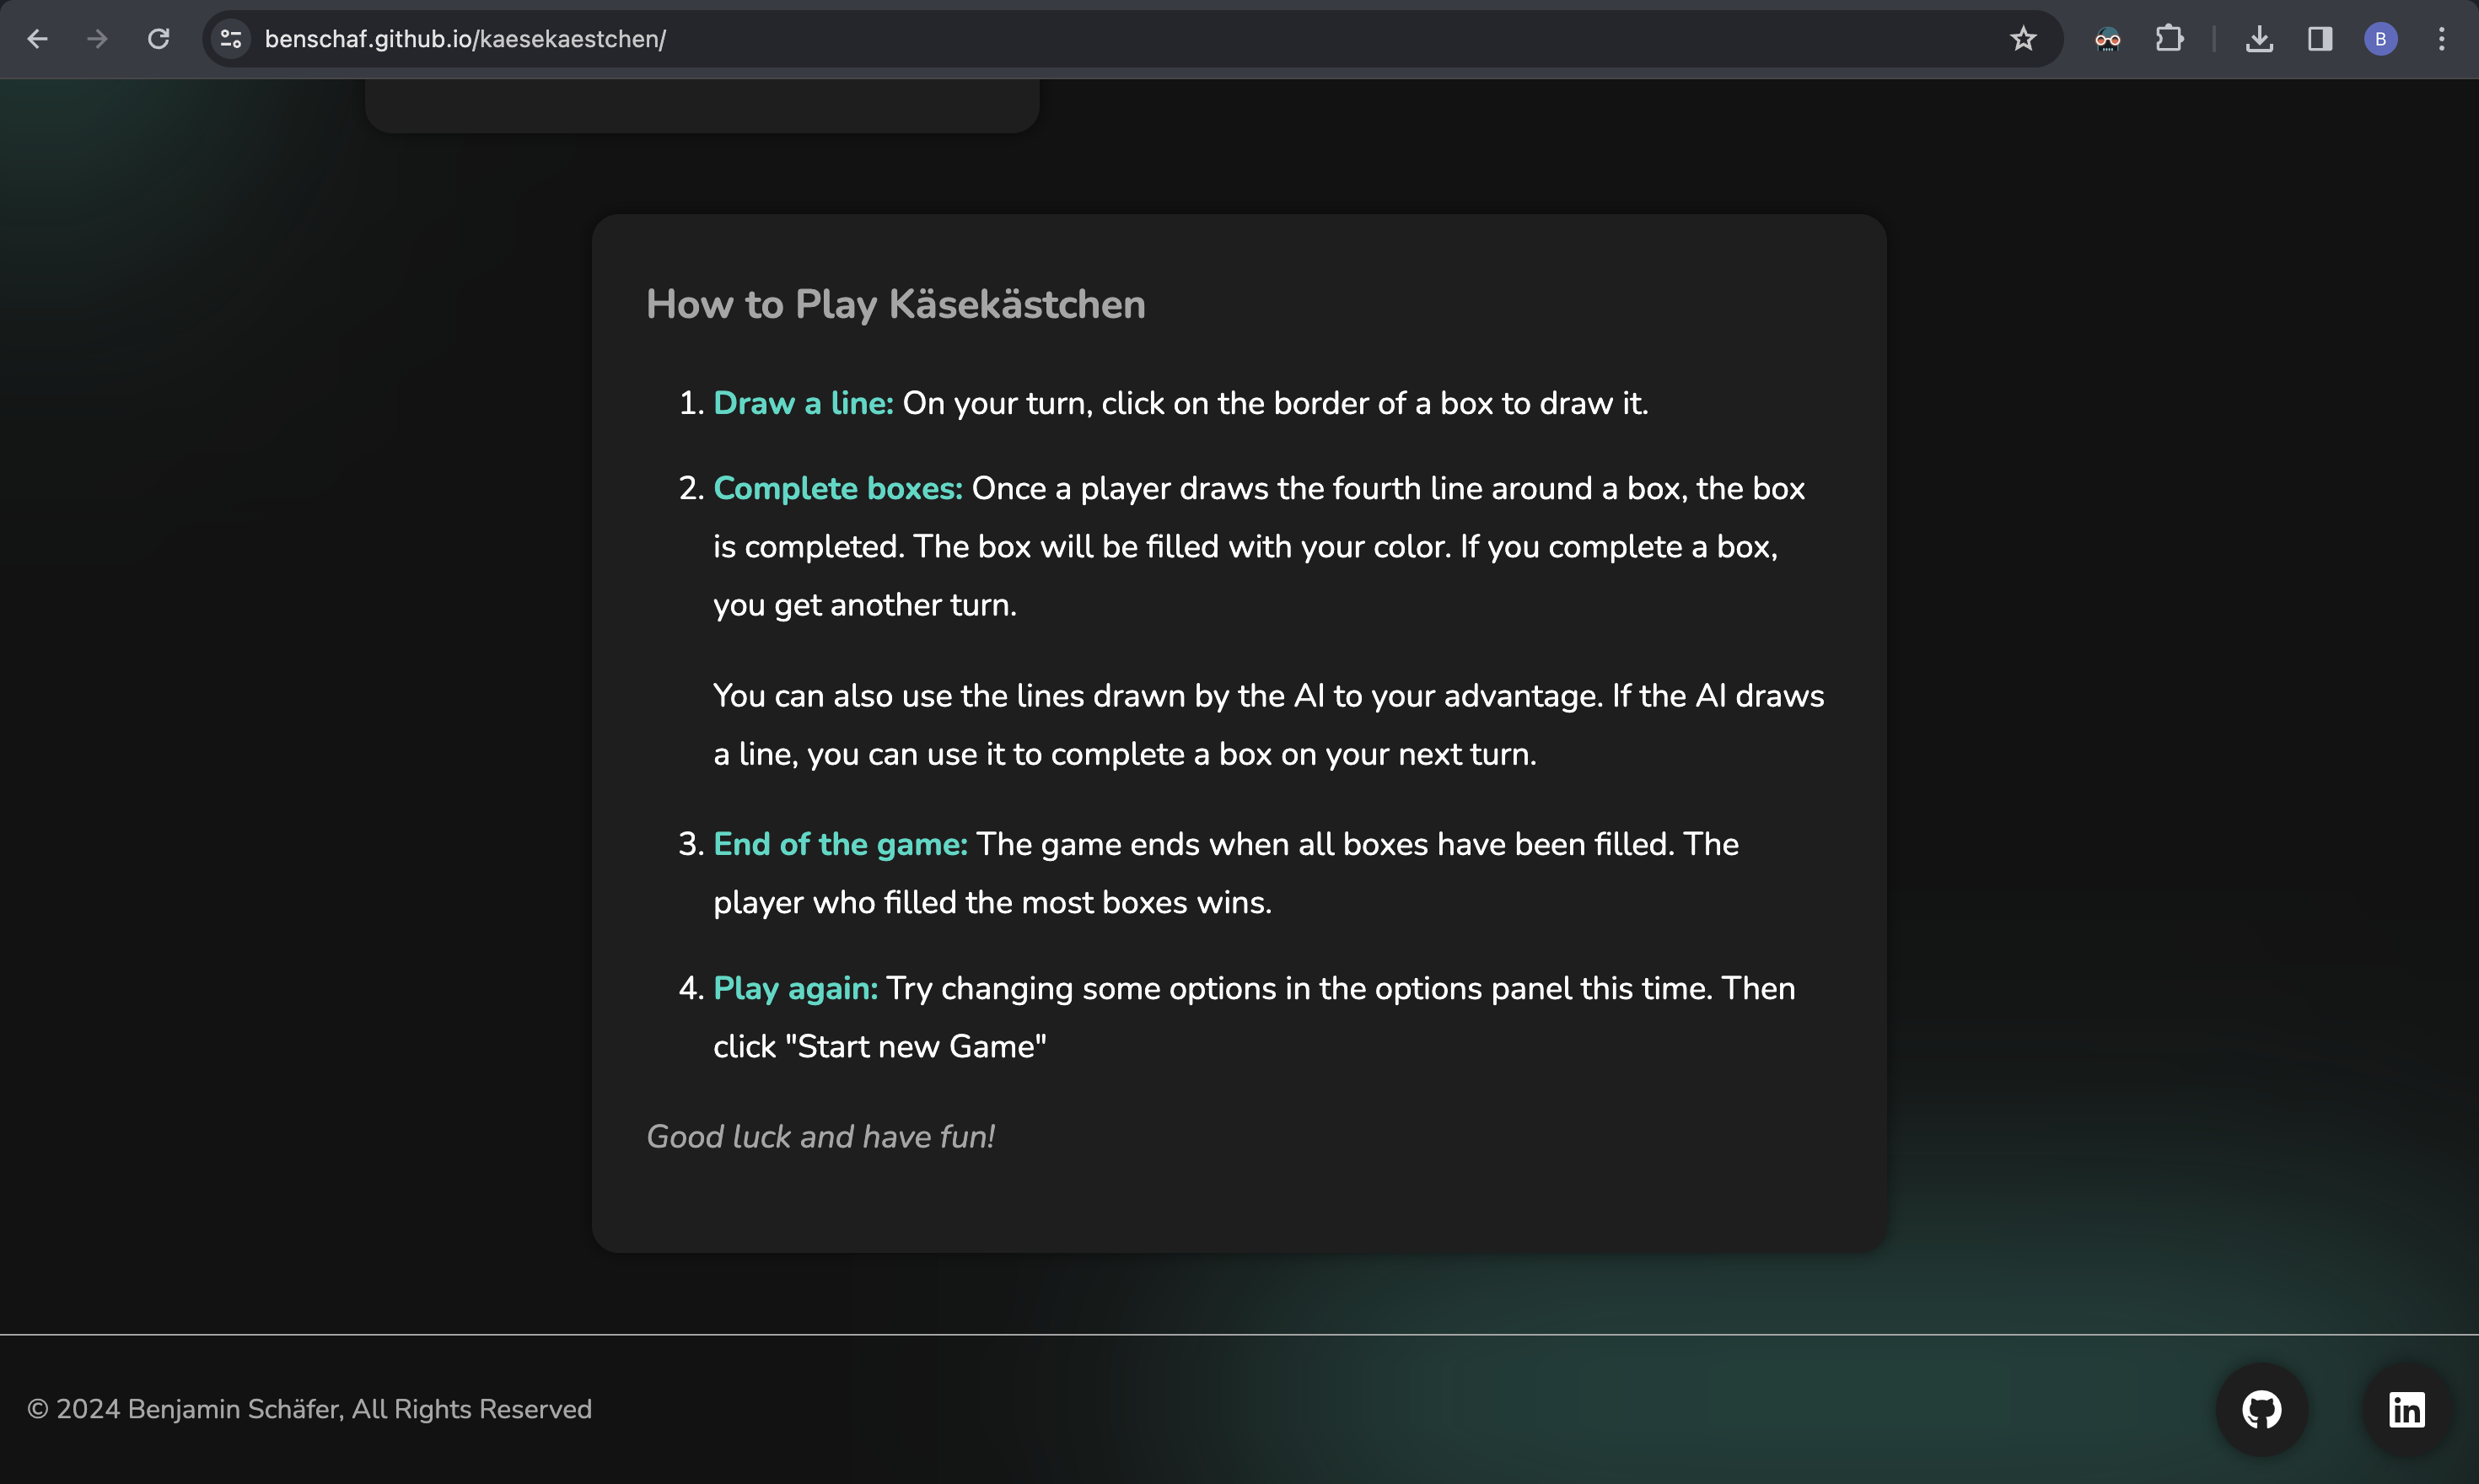 benschaf.github.io/kaesekaestchen/
B
How to Play Käsekästchen
1. Draw a line: On your turn, click on the border of a box to draw it.
2. Complete boxes: Once a player draws the fourth line around a box, the box
is completed. The box will be filled with your color. If you complete a box,
you get another turn.
You can also use the lines drawn by the AI to your advantage. If the AI draws
a line, you can use it to complete a box on your next turn.
3. End of the game: The game ends when all boxes have been filled. The
player who filled the most boxes wins.
4. Play again: Try changing some options in the options panel this time. Then
click "Start new Game"
Good luck and have fun!
© 2024 Benjamin Schäfer, All Rights Reserved
in